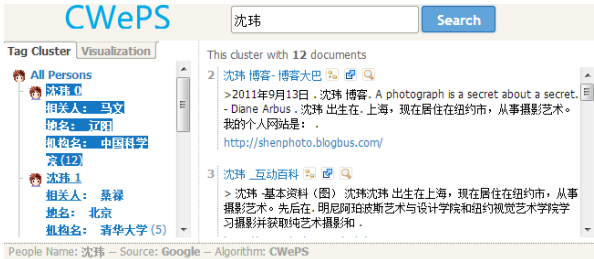 CWePS
沈玮
Search
Tag Cluster
Visualization
All Persons
沈玮 0
相关人： 马文
地名： 辽阳
机构名： 中国科学
院 (12)
沈玮 1
相关人： 蔡禄
地名： 北京
机构名： 清华大学 (5)
This cluster with 12 documents
2 沈玮 博客- 博客大巴
>2011年9月13日 . 沈玮 博客. A photograph is a secret about a secret.
- Diane Arbus . 沈玮 出生在. 上海，现在居住在纽约市，从事摄影艺术。
我的个人网站是： .
http://shenphoto.blogbus.com/
3 沈玮 _互动百科
> 沈玮 -基本资料（图） 沈玮沈玮 出生在上海，现在居住在纽约市，从事
摄影艺术。先后在. 明尼阿珀波斯艺术与设计学院和纽约视觉艺术学院学
习摄影并获取纯艺术摄影和 .
People Name: 沈玮 -- Source: Google -- Algorithm: CWePS